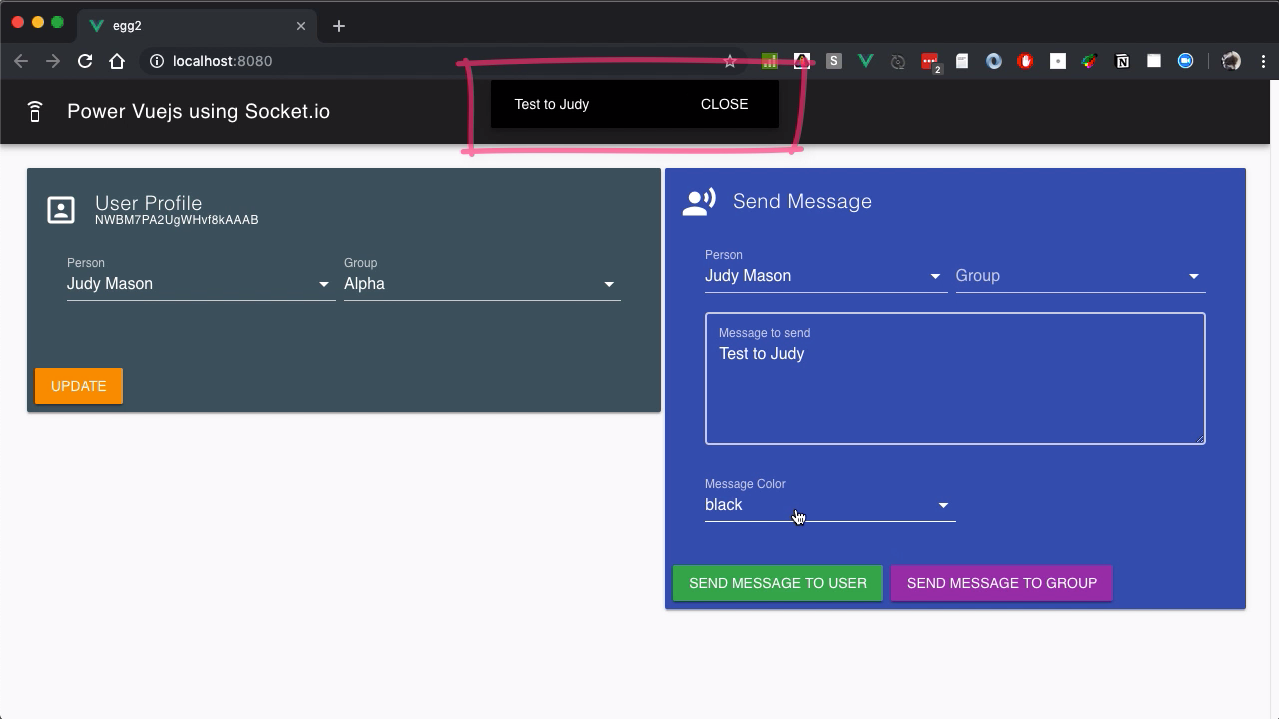 egg2
localhost:8080
S
2
Power Vuejs using Socket.io
Test to Judy
CLOSE
User Profile
NWBM7PA2UgWHvf8kAAAB
Person
Judy Mason
Group
Alpha
UPDATE
Send Message
Person
Judy Mason
Group
Message to send
Test to Judy
Message Color
black
SEND MESSAGE TO USER
SEND MESSAGE TO GROUP